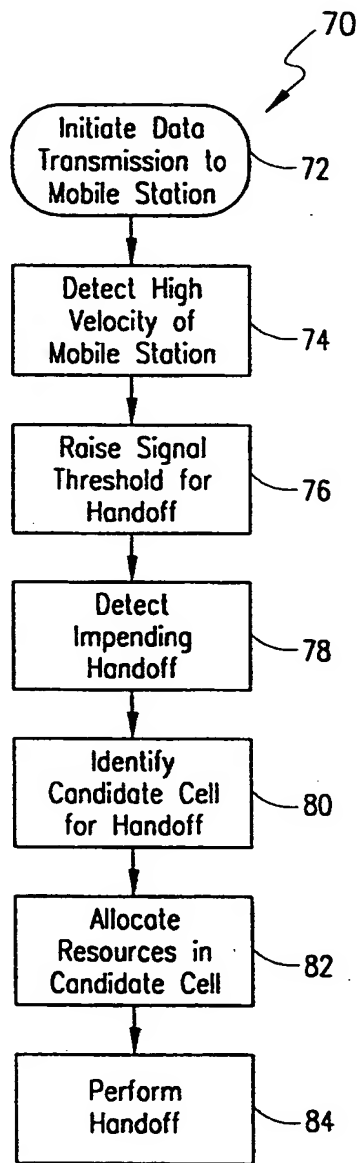 70
Initiate Data
Transmission to
Mobile Station
72
Detect High
Velocity of
Mobile Station
74
Raise Signal
Threshold for
Handoff
76
Detect
Impending
Handoff
78
Identify
Candidate Cell
for Handoff
80
Allocate
Resources in
Candidate Cell
82
Perform
Handoff
84